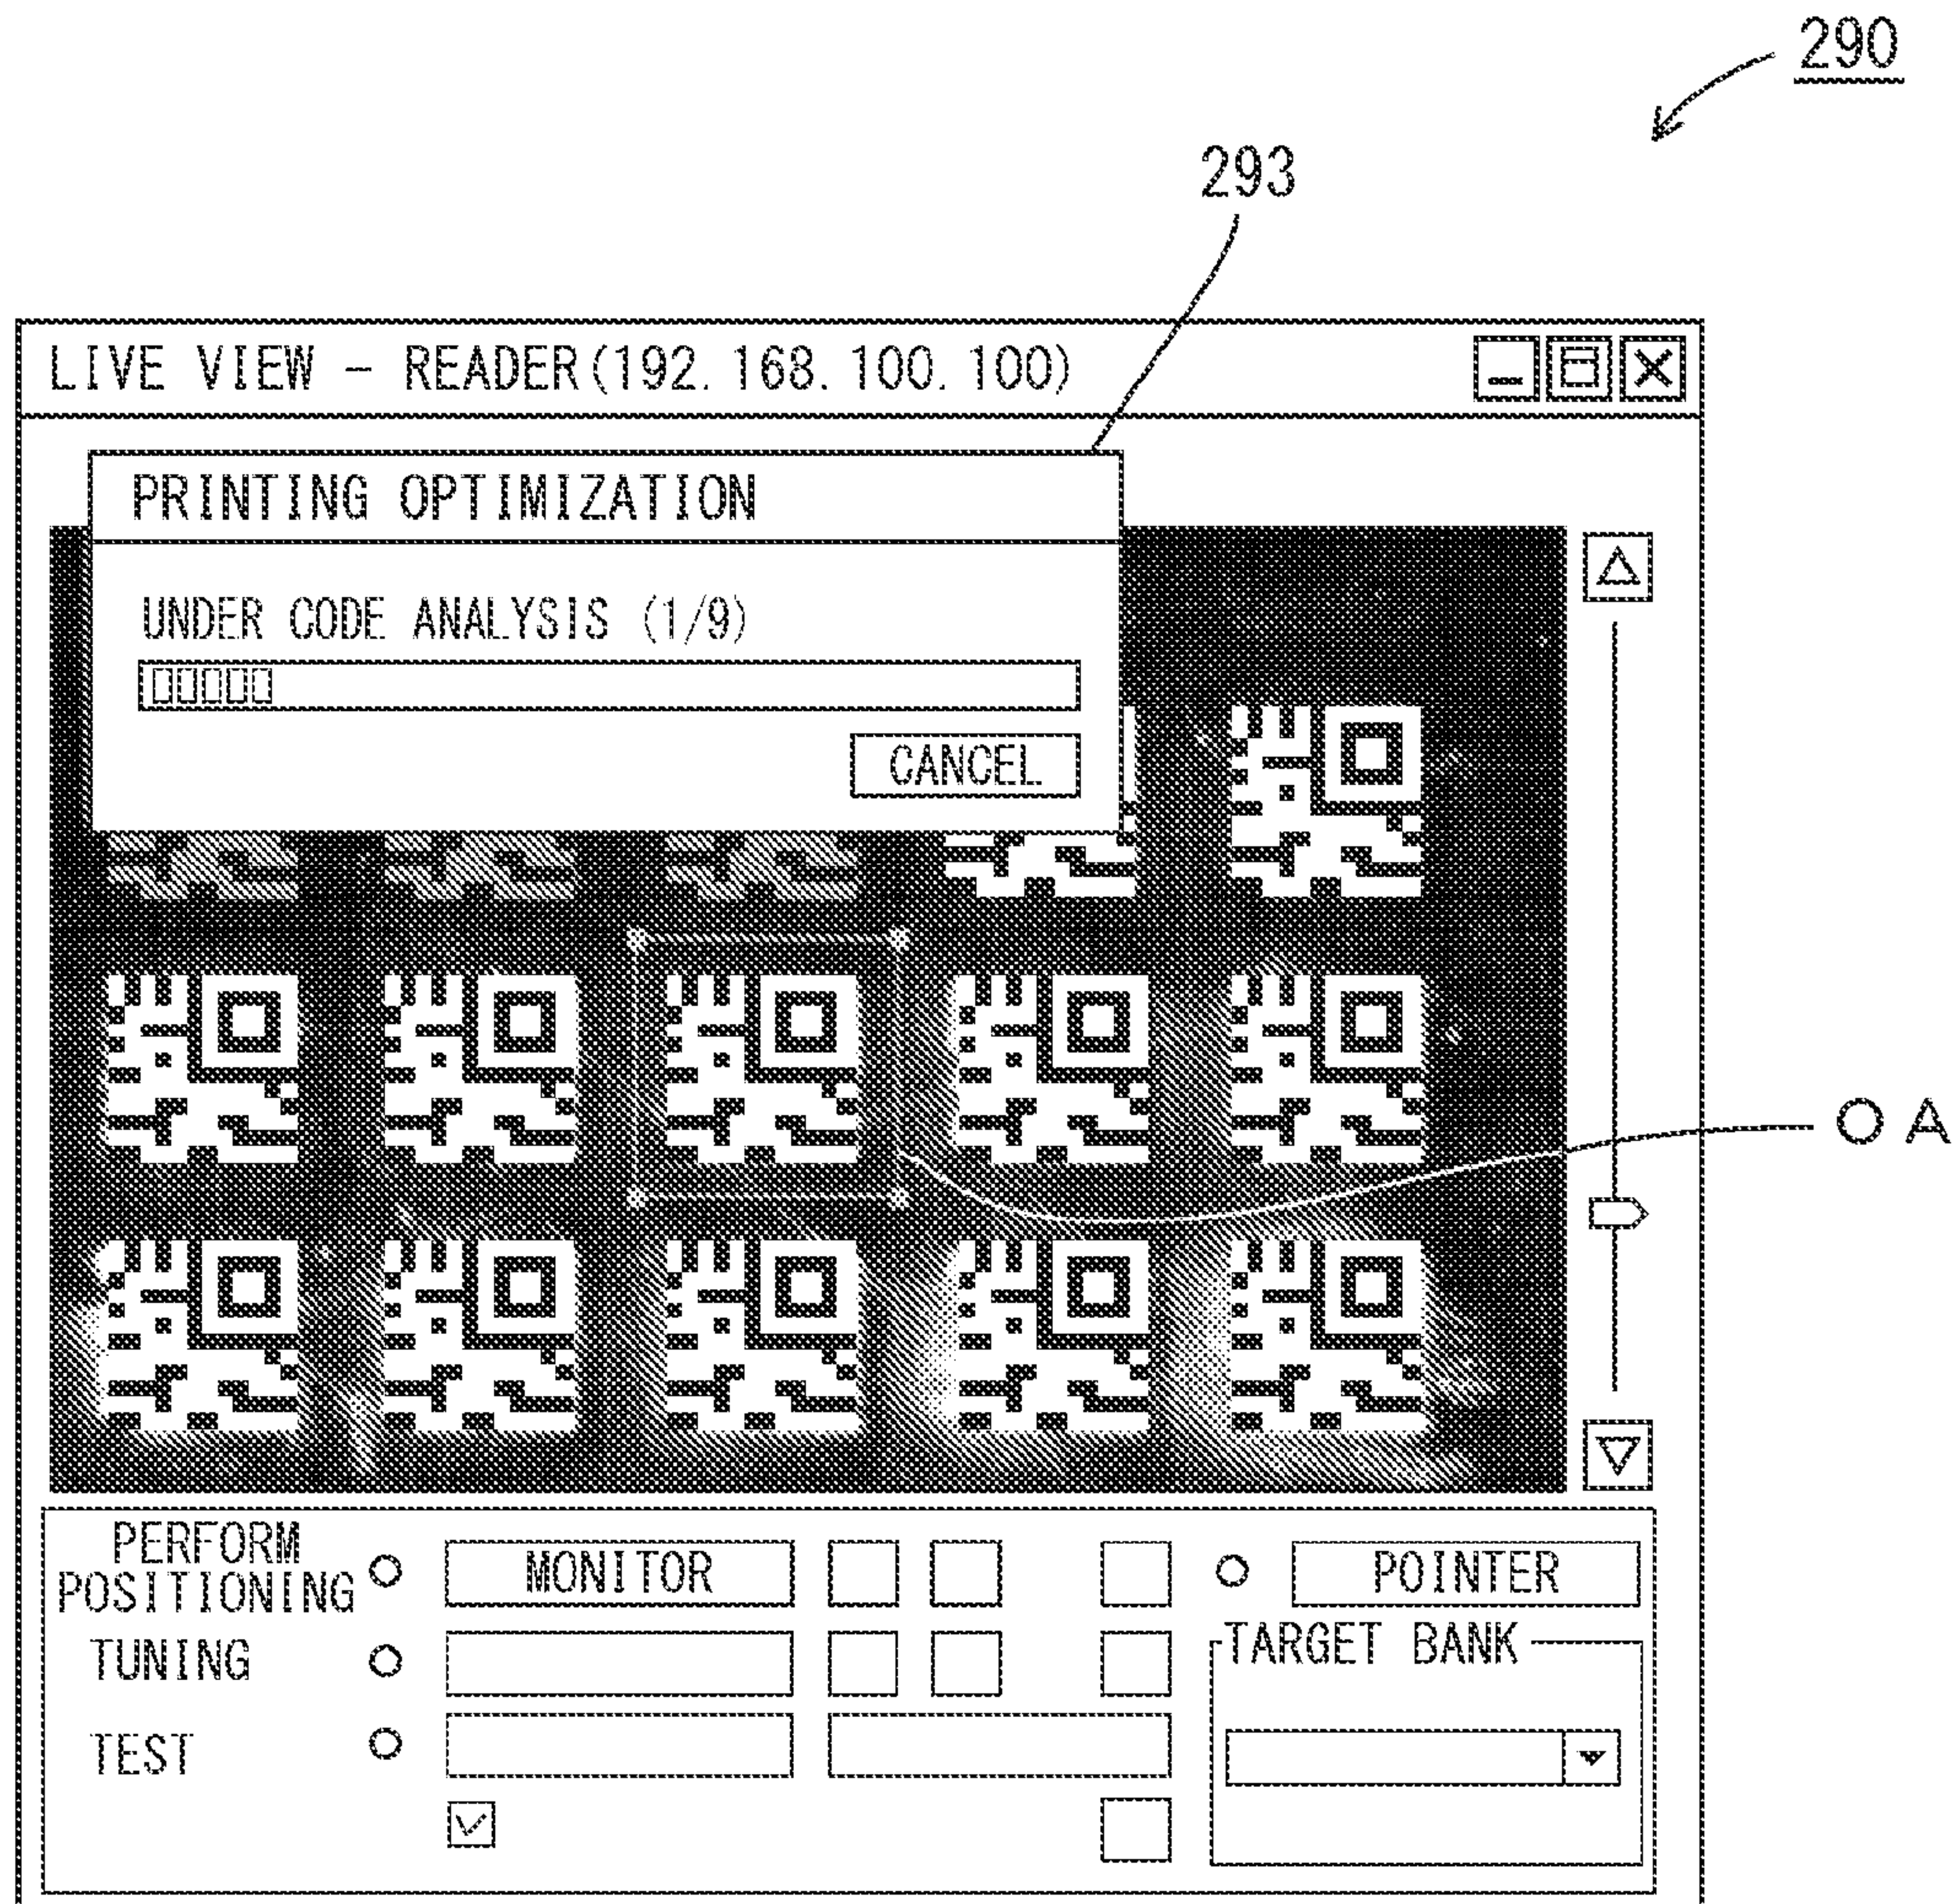 290
293
LIVE VIEW - READER(192.168.100.100)
PRINTING OPTIMIZATION
UNDER CODE ANALYSIS (1/9)
CANCEL
OA
PERFORM
POSITIONING
MONITOR
POINTER
TUNING
TARGET BANK
TEST